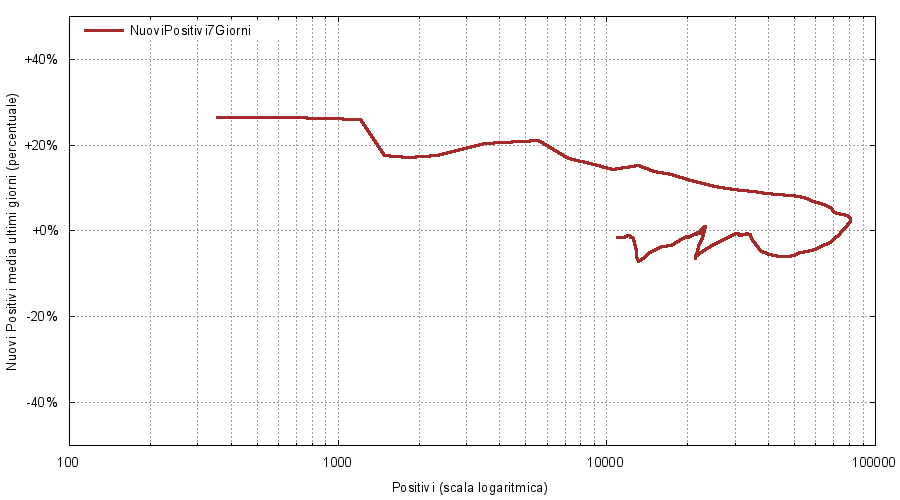 NuoviPositivi7Giorni
+40%
+20%
+0%
-20%
-40%
Nuovi Positivi media ultimi giorni (percentuale)
100 1000 10000 100000
Positivi (scala logaritmica)